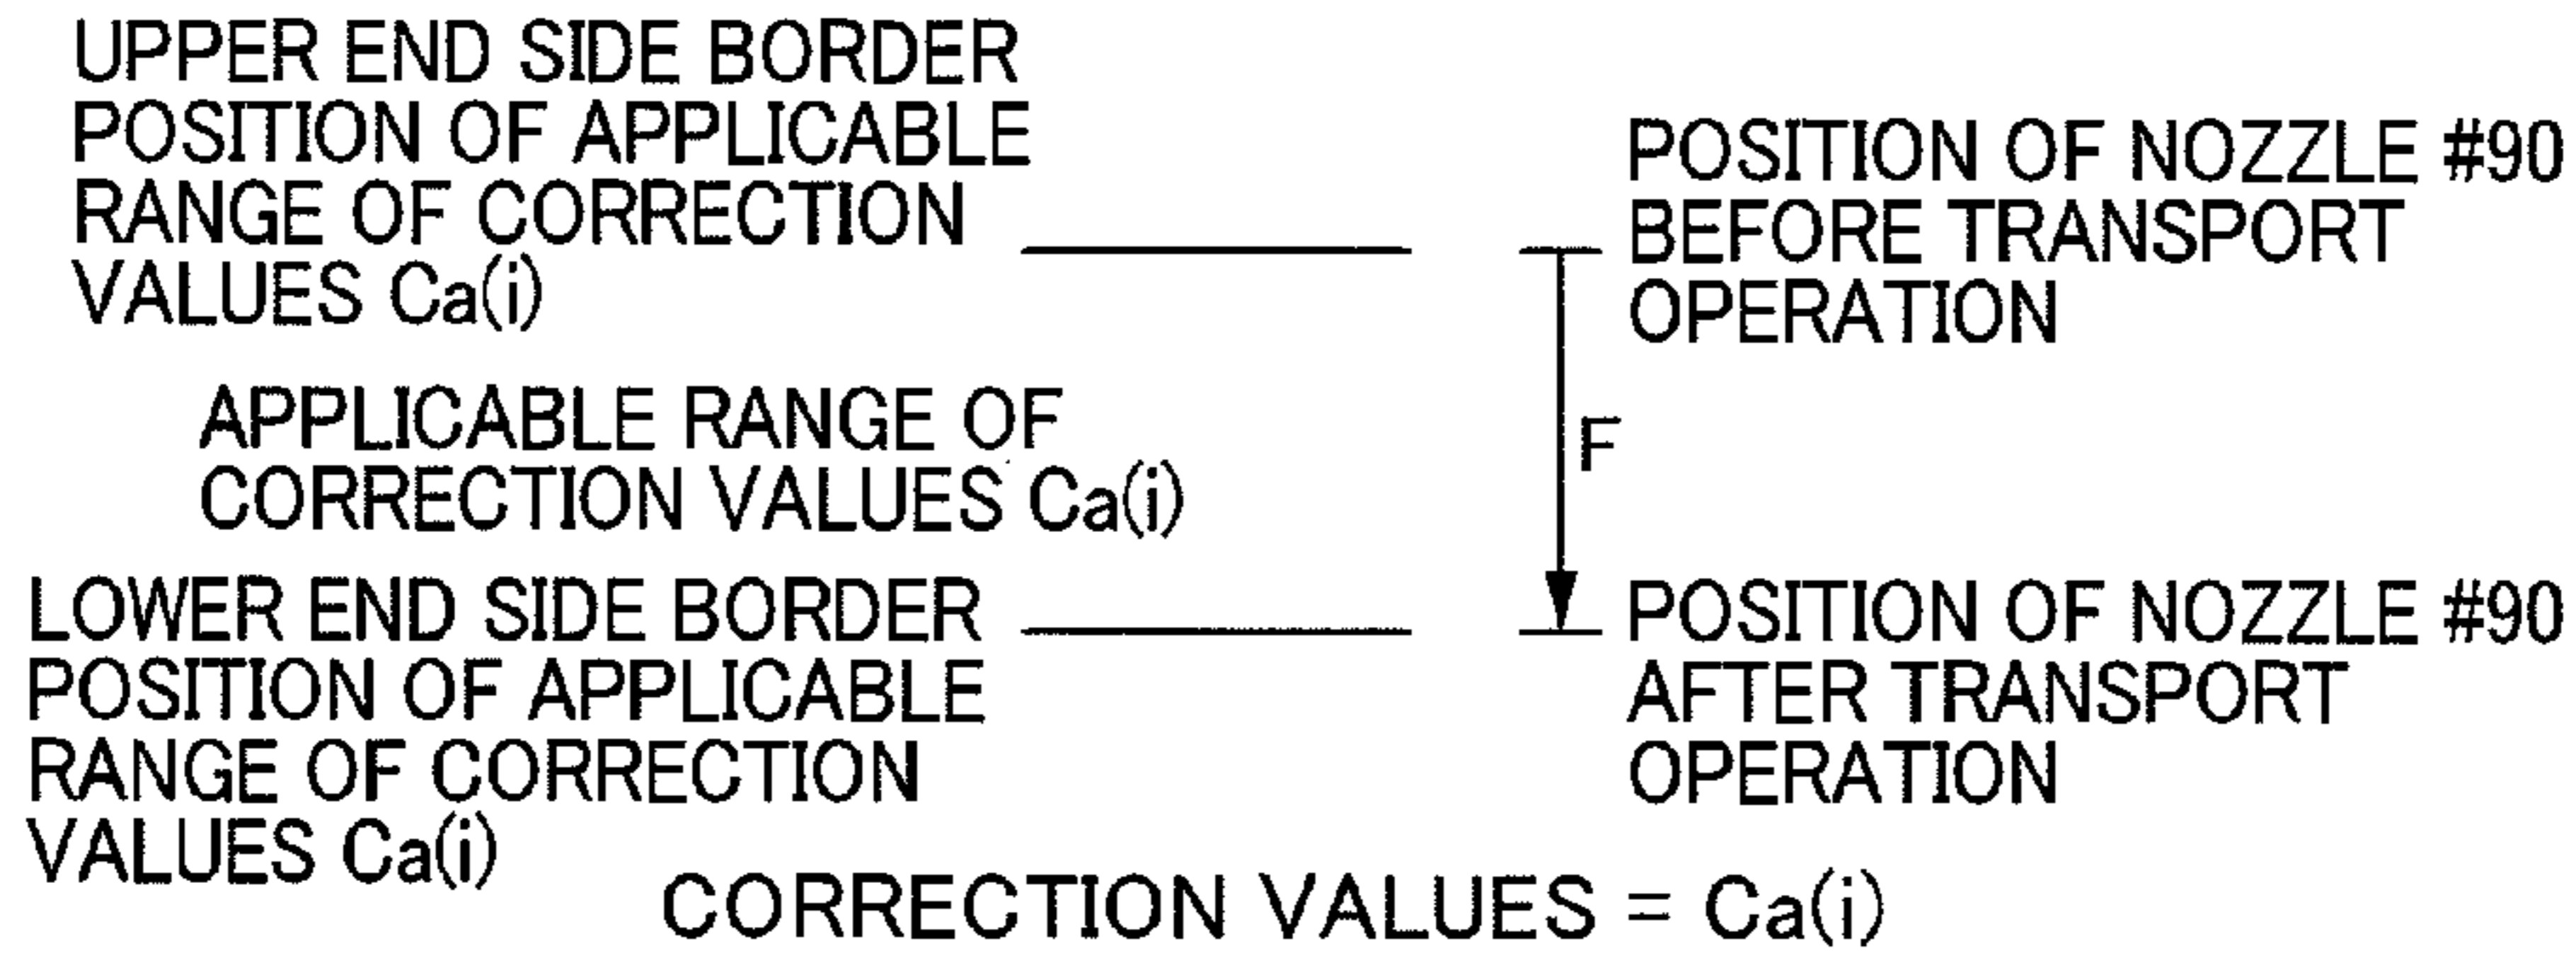 UPPER END SIDE BORDER
POSITION OF APPLICABLE
RANGE OF CORRECTION
VALUES Ca(i)
POSITION OF NOZZLE #90
BEFORE TRANSPORT
OPERATION
APPLICABLE RANGE OF
CORRECTION VALUES Ca(i)
F
LOWER END SIDE BORDER
POSITION OF APPLICABLE
RANGE OF CORRECTION
VALUES Ca(i)
POSITION OF NOZZLE #90
AFTER TRANSPORT
OPERATION
CORRECTION VALUES = Ca(i)